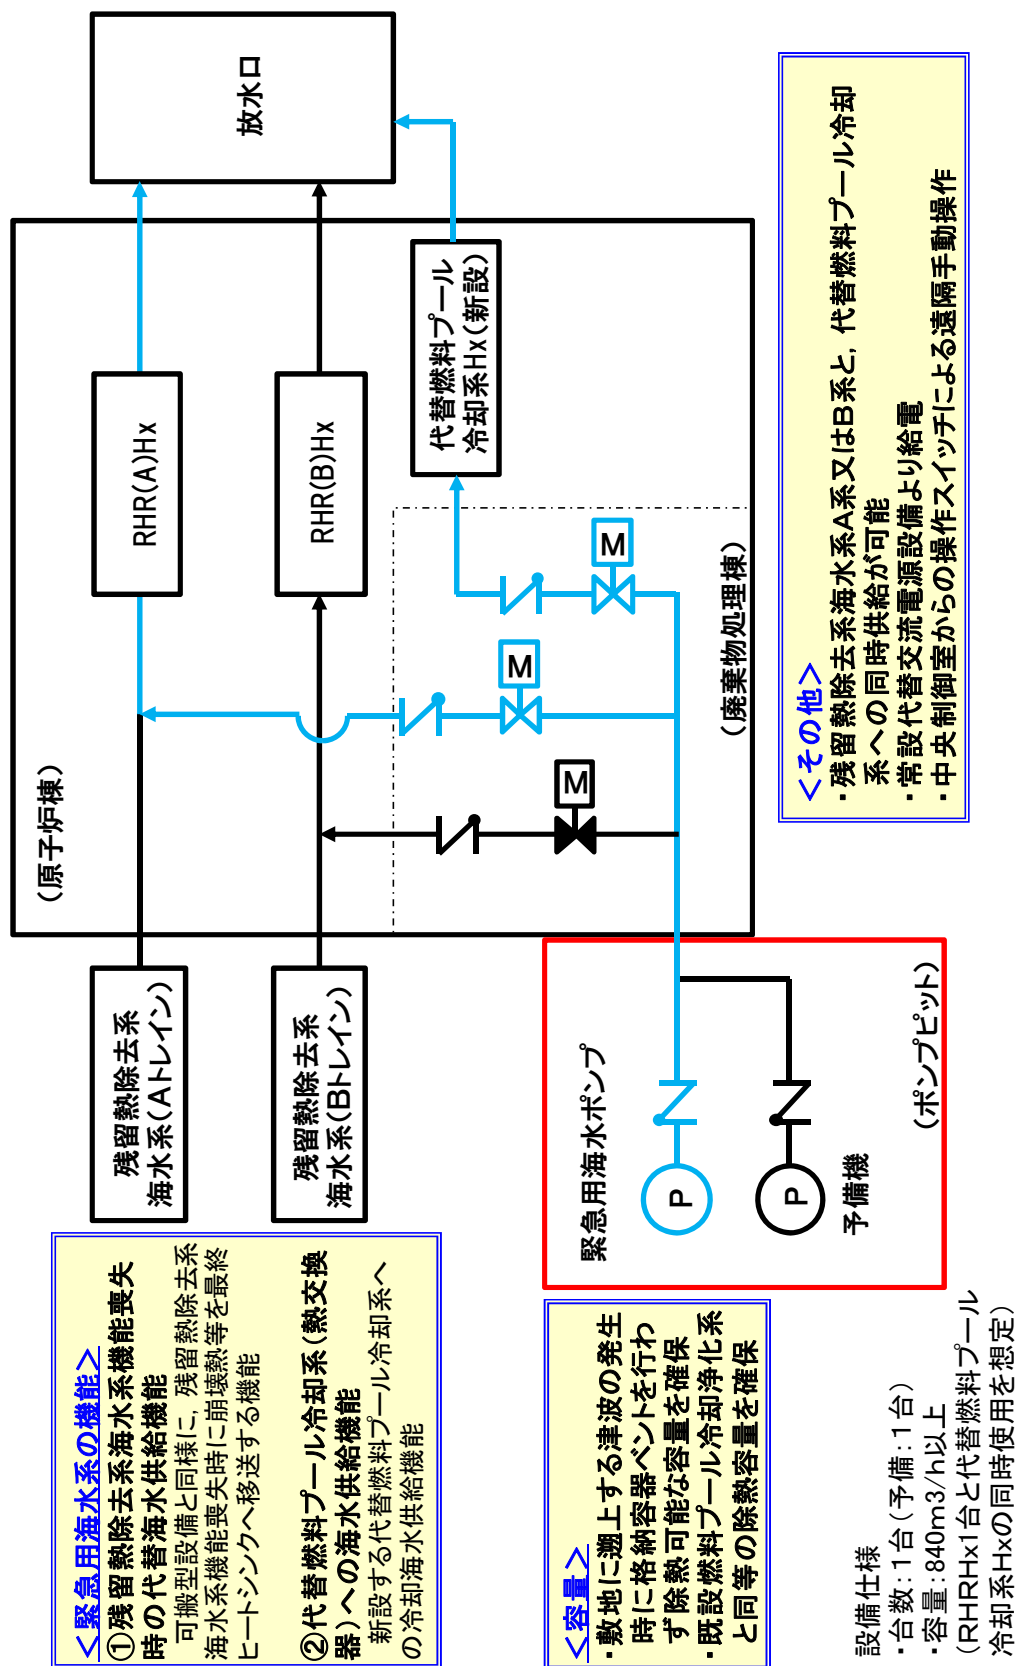 ＜緊急用海水系の機能＞
①残留熱除去系海水系機能喪失
時の代替海水供給機能
可搬型設備と同様に，残留熱除去系
海水系機能喪失時に崩壊熱等を最終
ヒートシンクへ移送する機能
②代替燃料プール冷却系（熱交換
器）への海水供給機能
新設する代替燃料プール冷却系へ
の冷却海水供給機能
＜容量＞
・敷地に遡上する津波の発生
時に格納容器ベントを行わ
ず除熱可能な容量を確保
・既設燃料プール冷却浄化系
と同等の除熱容量を確保
設備仕様
・台数：1台（予備：1台）
・容量：840m3/h以上
（RHRHx1台と代替燃料プール
冷却系Hxの同時使用を想定）
残留熱除去系
海水系（Aトレイン）
残留熱除去系
海水系（Bトレイン）
緊急用海水ポンプ
P
P
予備機
（ポンプピット）
（原子炉棟）
RHR(A)Hx
RHR(B)Hx
代替燃料プール
冷却系Hx（新設）
M
M
M
（廃棄物処理棟）
放水口
＜その他＞
・残留熱除去系海水系A系又はB系と，代替燃料プール冷却
系への同時供給が可能
・常設代替交流電源設備より給電
・中央制御室からの操作スイッチによる遠隔手動操作